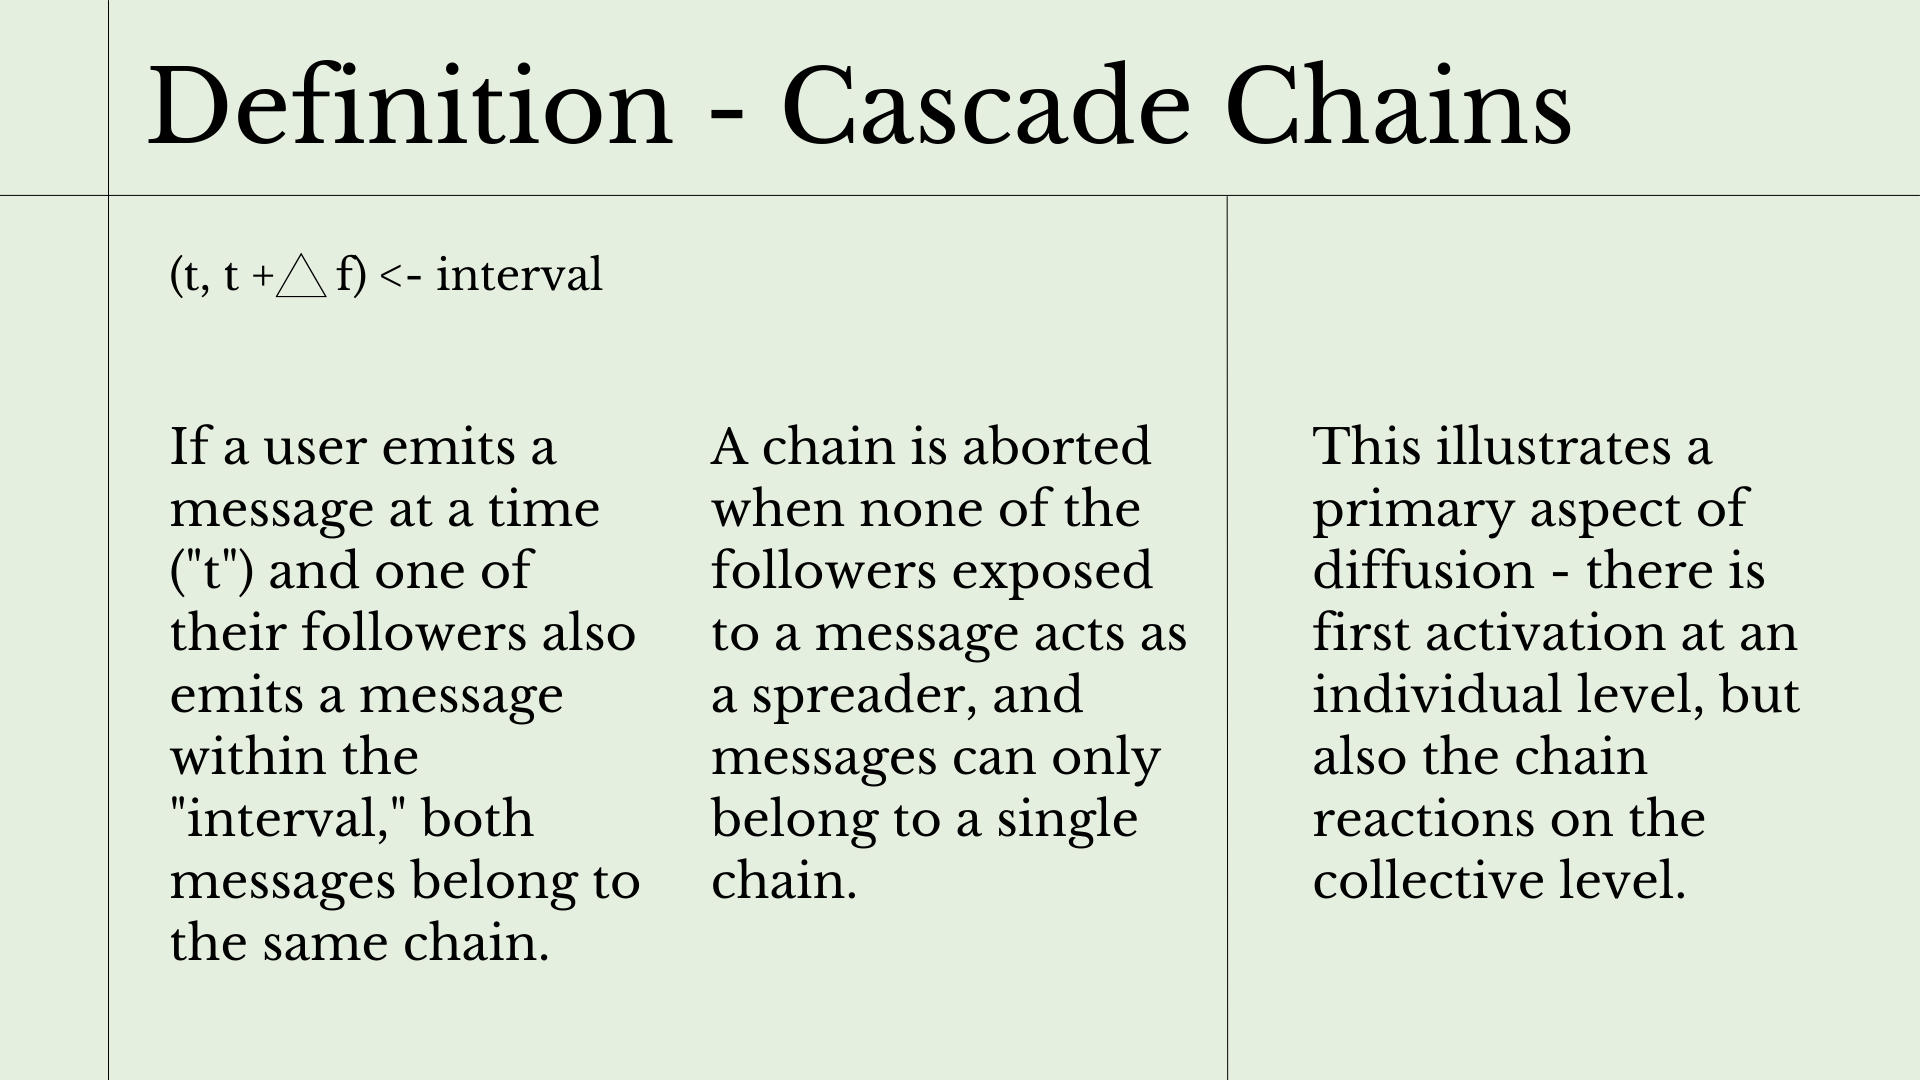 Definition - Cascade Chains
(t, t +△ f) <- interval
If a user emits a
message at a time
("t") and one of
their followers also
emits a message
within the
"interval," both
messages belong to
the same chain.
A chain is aborted
when none of the
followers exposed
to a message acts as
a spreader, and
messages can only
belong to a single
chain.
This illustrates a
primary aspect of
diffusion - there is
first activation at an
individual level, but
also the chain
reactions on the
collective level.